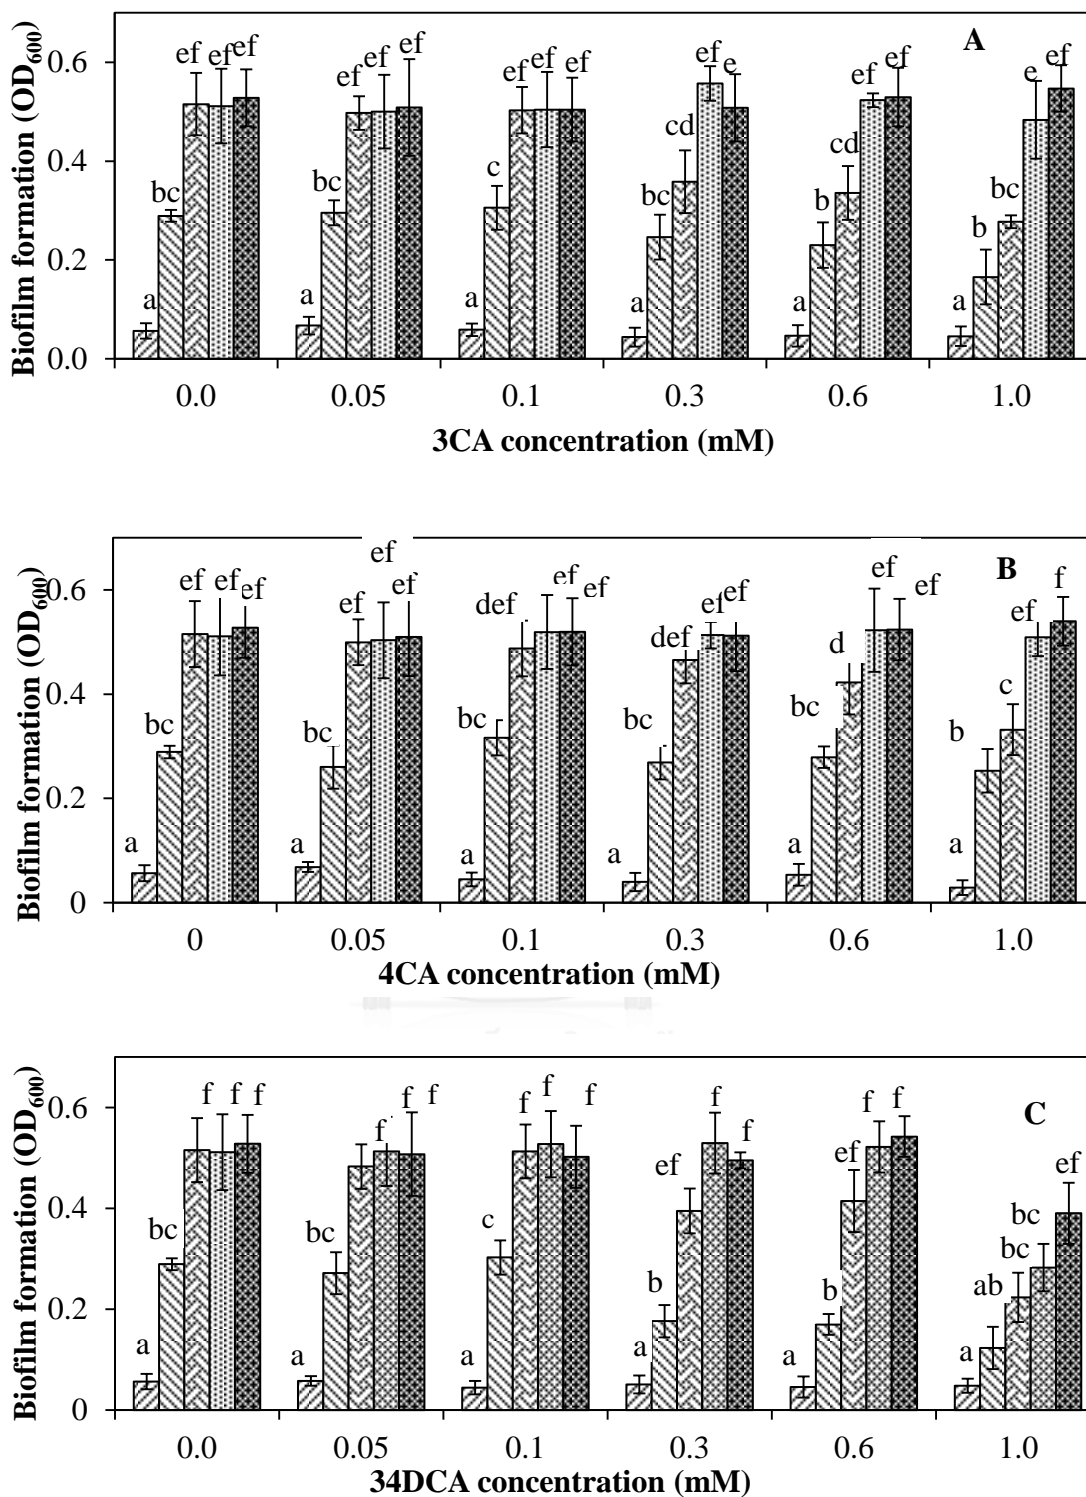 A
Biofilm formation (OD600)
0.6
0.4
0.2
0.0
a bc ef ef ef
a bc ef ef ef
a c ef ef ef
a bc cd ef e
a b cd ef ef
a b bc e ef
0.0 0.05 0.1 0.3 0.6 1.0
3CA concentration (mM)
B
Biofilm formation (OD600)
0.6
0.4
0.2
0
a bc ef ef ef
a bc ef ef ef
a bc def ef ef
a bc def ef ef
a bc d ef ef
a b c ef f
0 0.05 0.1 0.3 0.6 1.0
4CA concentration (mM)
C
Biofilm formation (OD600)
0.6
0.4
0.2
0
a bc f f f
a bc f f f
a c f f f
a b ef f f
a b ef f f
a ab bc bc ef
0.0 0.05 0.1 0.3 0.6 1.0
34DCA concentration (mM)